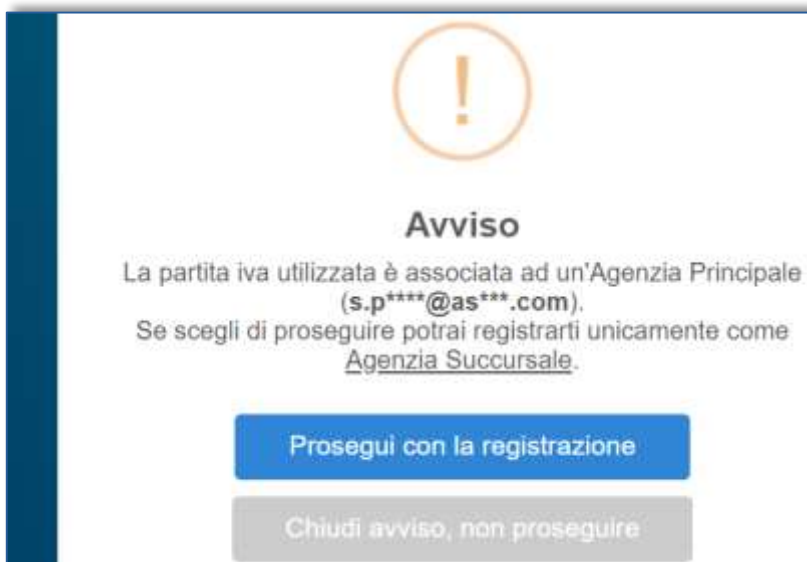 !
Avviso
La partita iva utilizzata è associata ad un'Agenzia Principale
(s.p****@as***.com).
Se scegli di proseguire potrai registrarti unicamente come
Agenzia Succursale.
Prosegui con la registrazione
Chiudi avviso, non proseguire